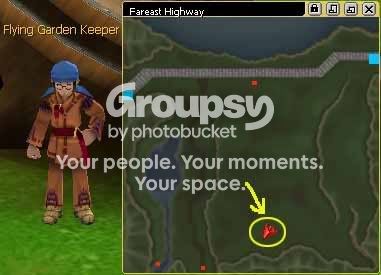 Fareast Highway
Flying Garden Keeper
Groupsy
by photobucket
Your people. Your moments.
Your space.